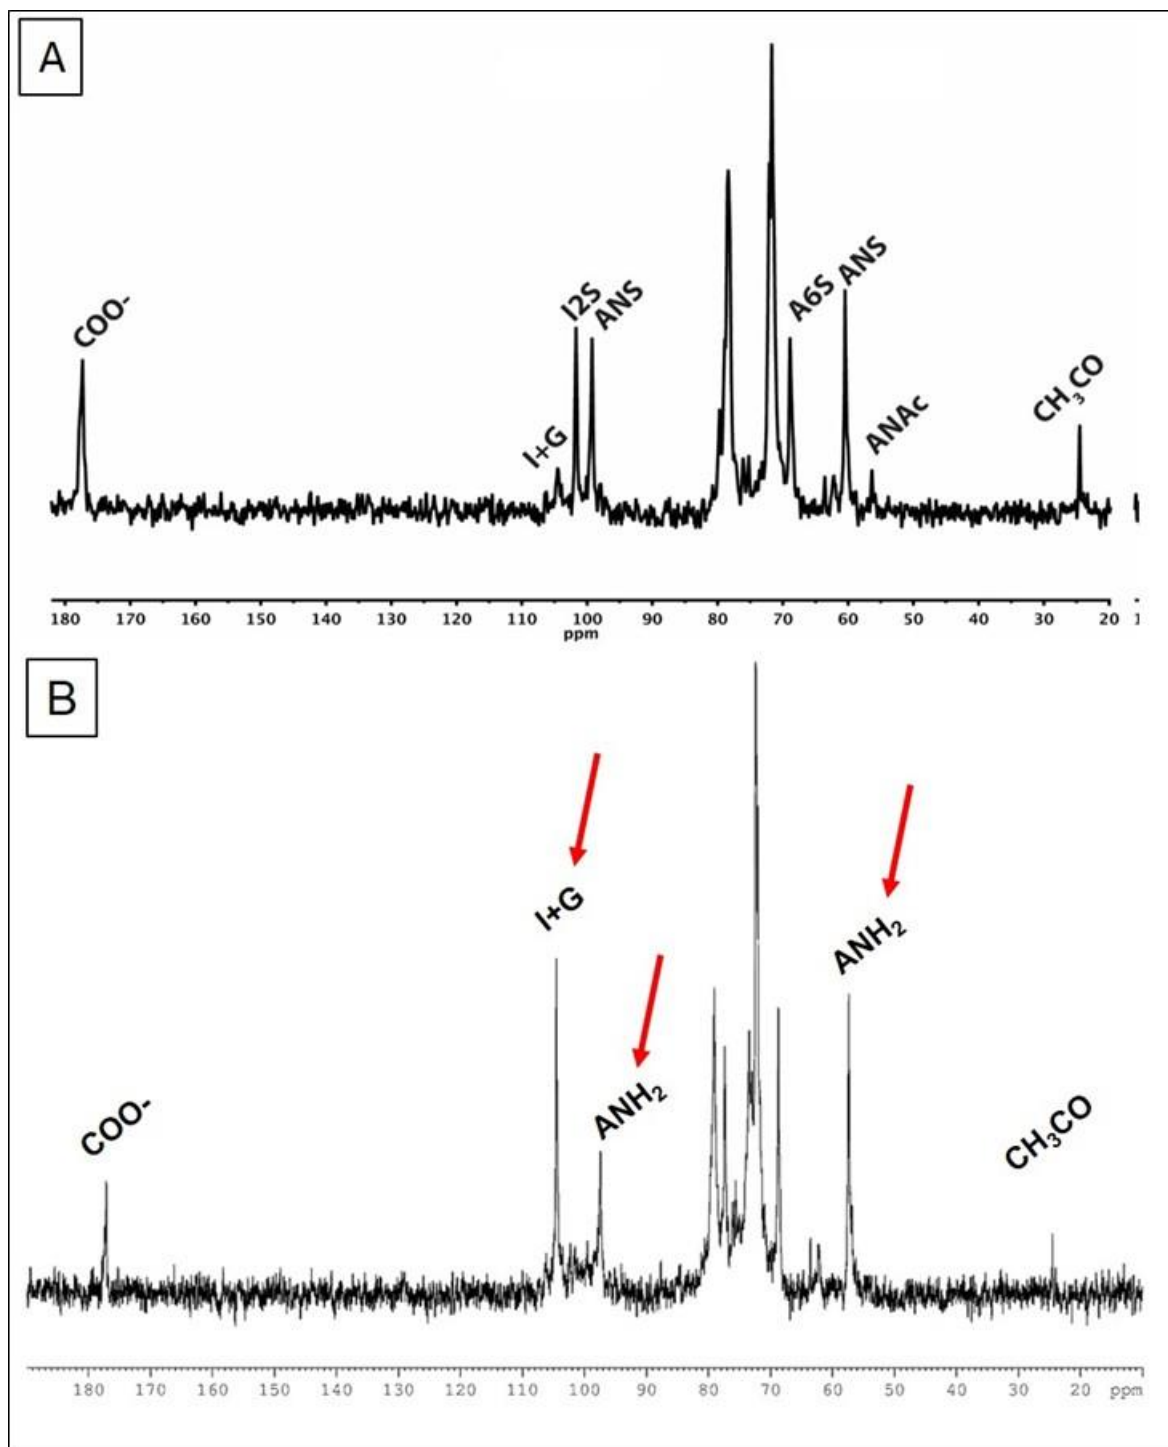 A
COO-
I+G
I2S
ANS
A6S
ANS
ANAc
CH₃CO
180 170 160 150 140 130 120 110 100 90 80 70 60 50 40 30 20
ppm
B
COO-
I+G
ANH₂
ANH₂
CH₃CO
180 170 160 150 140 130 120 110 100 90 80 70 60 50 40 30 20 ppm